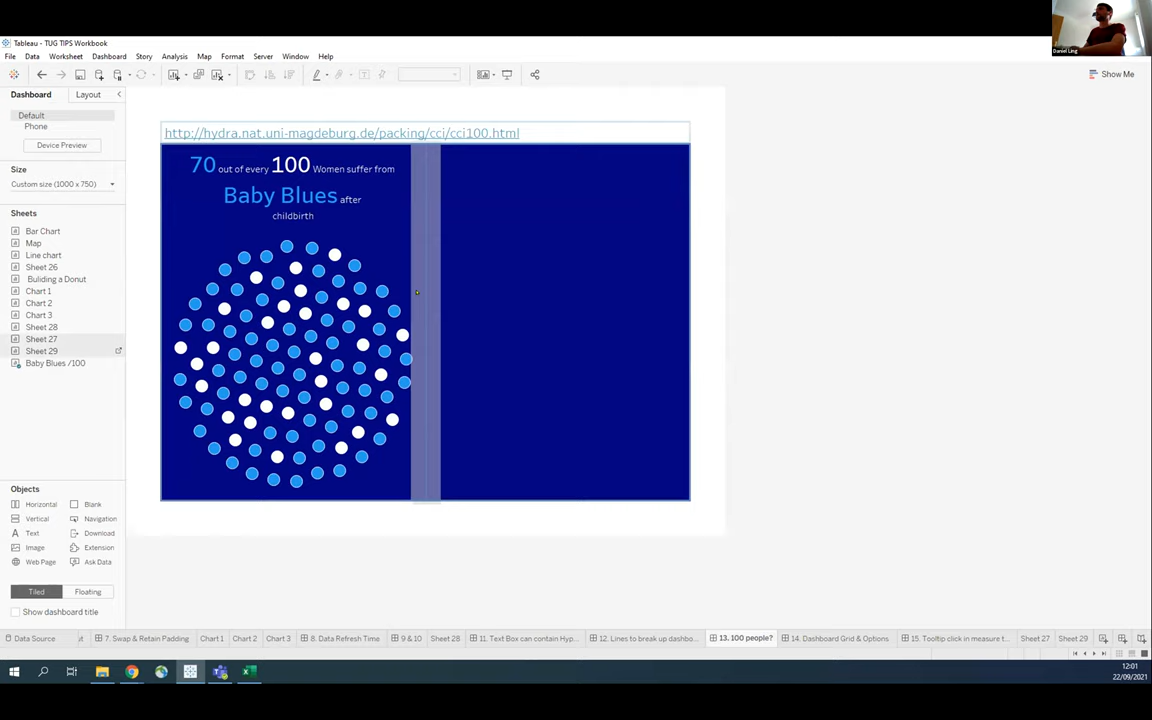 Daniel Ling
Tableau - TUG TIPS Workbook
File Data Worksheet Dashboard Story Analysis Map Format Server Window Help
Show Me
Dashboard Layout
Default
Phone
Device Preview
Size
Custom size (1000 x 750)
Sheets
Bar Chart
Map
Line chart
Sheet 26
Buliding a Donut
Chart 1
Chart 2
Chart 3
Sheet 28
Sheet 27
Sheet 29
Baby Blues /100
http://hydra.nat.uni-magdeburg.de/packing/cci/cci100.html
70 out of every 100 Women suffer from
Baby Blues after
childbirth
Objects
Horizontal Blank
Vertical Navigation
Text Download
Image Extension
Web Page Ask Data
Tiled Floating
Show dashboard title
Data Source 7. Swap & Retain Padding Chart 1 Chart 2 Chart 3 8. Data Refresh Time 9 & 10 Sheet 28 11. Text Box can contain Hyp... 12. Lines to break up dashbo... 13. 100 people? 14. Dashboard Grid & Options 15. Tooltip click in measure t... Sheet 27 Sheet 29
12:01
22/09/2021